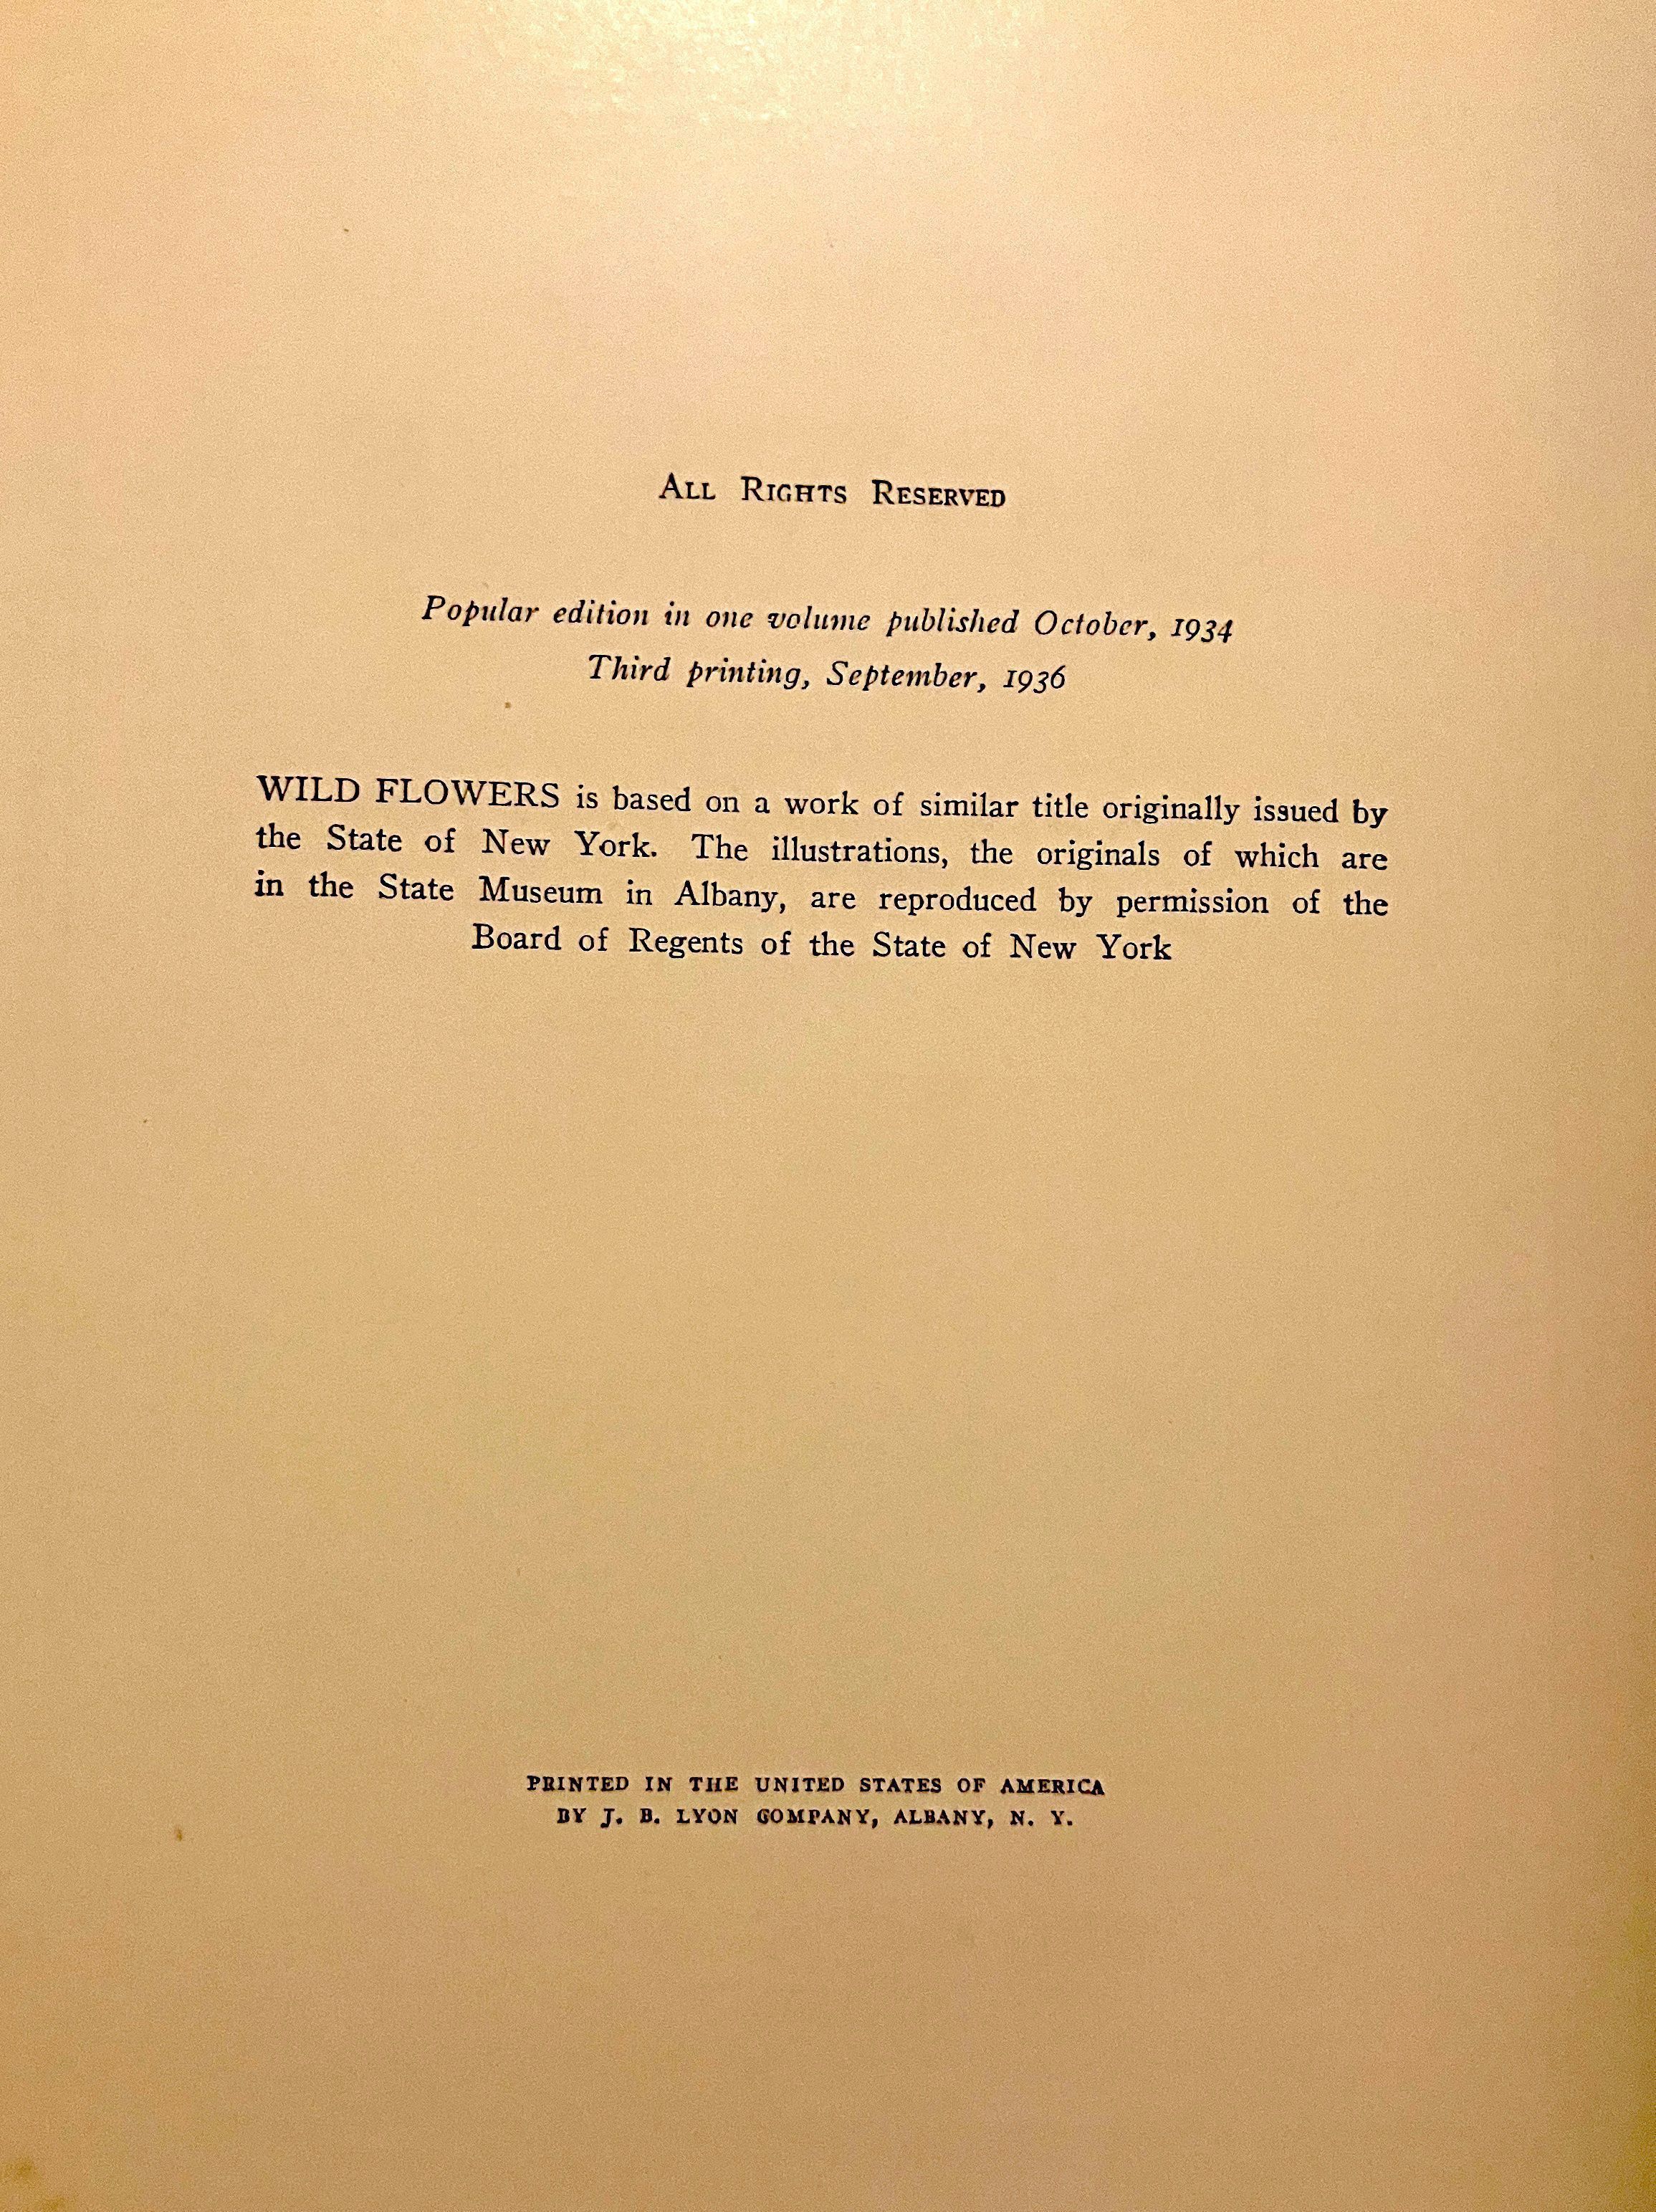 ALL RIGHTS RESERVED
Popular edition in one volume published October, 1934
Third printing, September, 1936
WILD FLOWERS is based on a work of similar title originally issued by
the State of New York. The illustrations, the originals of which are
in the State Museum in Albany, are reproduced by permission of the
Board of Regents of the State of New York
PRINTED IN THE UNITED STATES OF AMERICA
BY J. B. LYON COMPANY, ALBANY, N. Y.